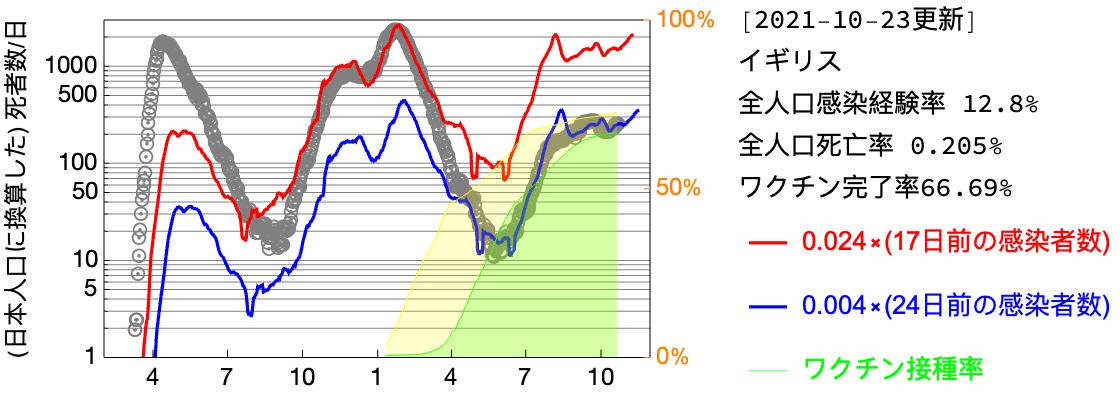 (日本人口に換算した) 死者数/日
1000
500
100
50
10
5
1
100%
50%
0%
4 7 10 1 4 7 10
[2021-10-23更新]
イギリス
全人口感染経験率 12.8%
全人口死亡率 0.205%
ワクチン完了率66.69%
0.024×(17日前の感染者数)
0.004×(24日前の感染者数)
ワクチン接種率